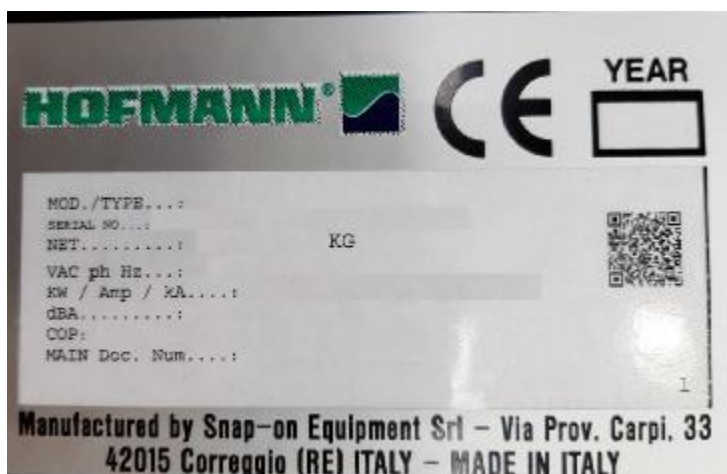 HOFMANN®
CE
YEAR
MOD./TYPE...:
SERIAL NO...:
NET.........:
KG
VAC ph Hz...:
KW / Amp / kA....:
dBA.........:
COP:
MAIN Doc. Num....:
1
Manufactured by Snap-on Equipment Srl - Via Prov. Carpi, 33
42015 Correggio (RE) ITALY - MADE IN ITALY